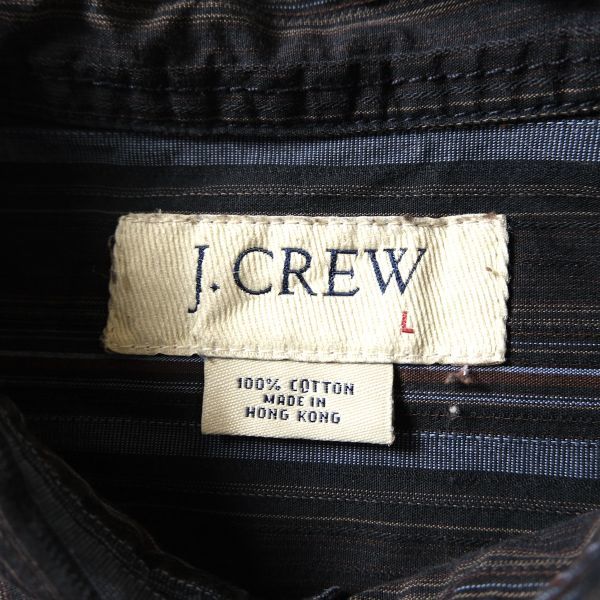 J. CREW
L
100% COTTON
MADE IN
HONG KONG